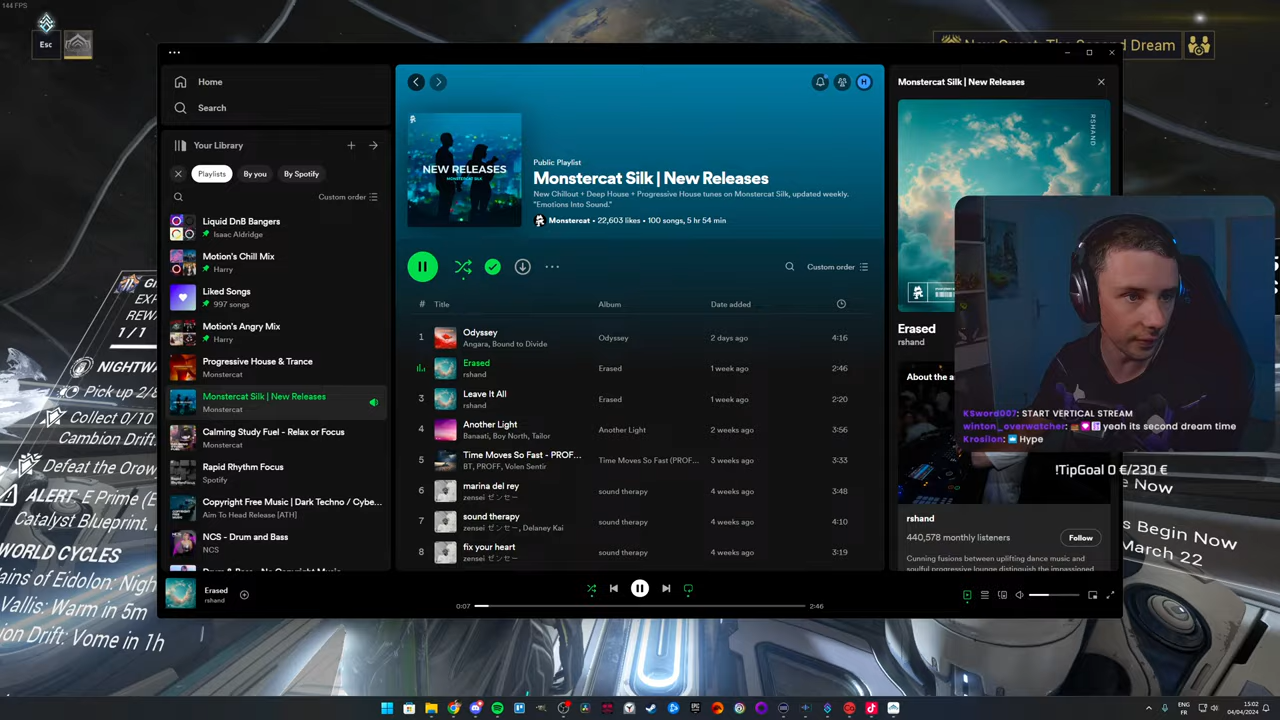 144 FPS
Esc
New Quest: The Second Dream
Home
Search
Your Library
Playlists
By you
By Spotify
Custom order
Liquid DnB Bangers
Isaac Aldridge
Motion's Chill Mix
Harry
Liked Songs
997 songs
Motion's Angry Mix
Harry
Progressive House & Trance
Monstercat
Monstercat Silk | New Releases
Monstercat
Calming Study Fuel - Relax or Focus
Monstercat
Rapid Rhythm Focus
Spotify
Copyright Free Music | Dark Techno / Cybe...
Aim To Head Release [ATH]
NCS - Drum and Bass
NCS
H
NEW RELEASES
MONSTERCAT SILK
Public Playlist
Monstercat Silk | New Releases
New Chillout + Deep House + Progressive House tunes on Monstercat Silk, updated weekly.
"Emotions Into Sound."
Monstercat • 22,603 likes • 100 songs, 5 hr 54 min
Custom order
# Title Album Date added
1 Odyssey Angara, Bound to Divide Odyssey 2 days ago 4:16
Erased rshand Erased 1 week ago 2:46
3 Leave It All rshand Erased 1 week ago 2:20
4 Another Light Banaati, Boy North, Tailor Another Light 2 weeks ago 3:56
5 Time Moves So Fast - PROF... BT, PROFF, Volen Sentir Time Moves So Fast (PROF... 3 weeks ago 3:33
6 marina del rey zensei ゼンセー sound therapy 4 weeks ago 3:48
7 sound therapy zensei ゼンセー, Delaney Kai sound therapy 4 weeks ago 4:10
8 fix your heart zensei ゼンセー sound therapy 4 weeks ago 3:19
Monstercat Silk | New Releases
RSHAND
Erased
rshand
About the a
rshand
440,578 monthly listeners
Follow
Cunning fusions between uplifting dance music and
soulful progressive lounge distinguish the impassioned
KSword007: START VERTICAL STREAM
winton_overwatcher: yeah its second dream time
Krosilon: Hype
!TipGoal 0 €/230 €
Erased
rshand
0:07
2:46
1/1
NIGHTW
Pick up 2/
Collect 0/10
Cambion Drift:
Defeat the Orow
ALERT: E Prime (E
Catalyst Blueprint.
WORLD CYCLES
ains of Eidolon: Nigh
Vallis: Warm in 5m
ion Drift: Vome in 1h
e Now
s Begin Now
March 22
ENG
FR
15:02
04/04/2024